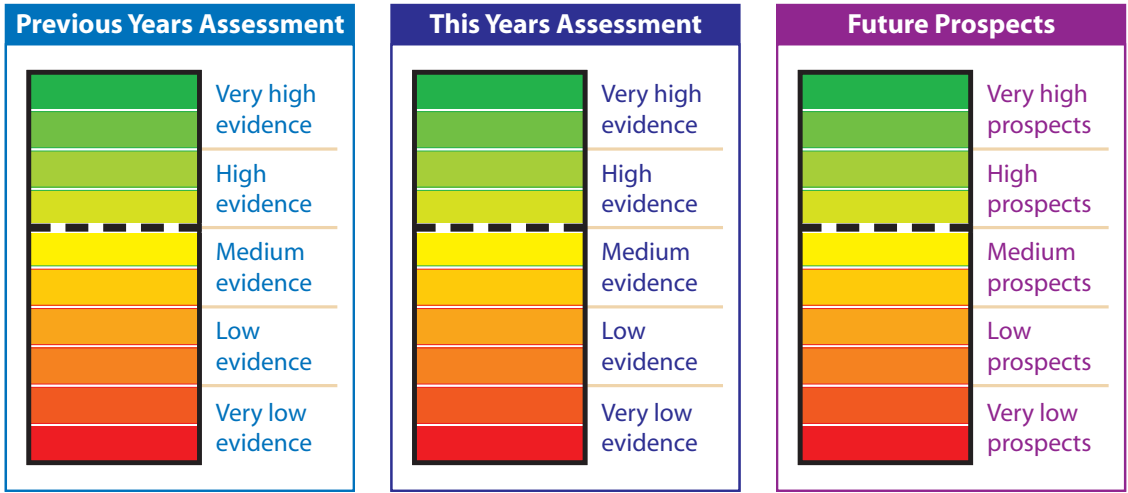 Previous Years Assessment
Very high
evidence
High
evidence
Medium
evidence
Low
evidence
Very low
evidence
This Years Assessment
Very high
evidence
High
evidence
Medium
evidence
Low
evidence
Very low
evidence
Future Prospects
Very high
prospects
High
prospects
Medium
prospects
Low
prospects
Very low
prospects